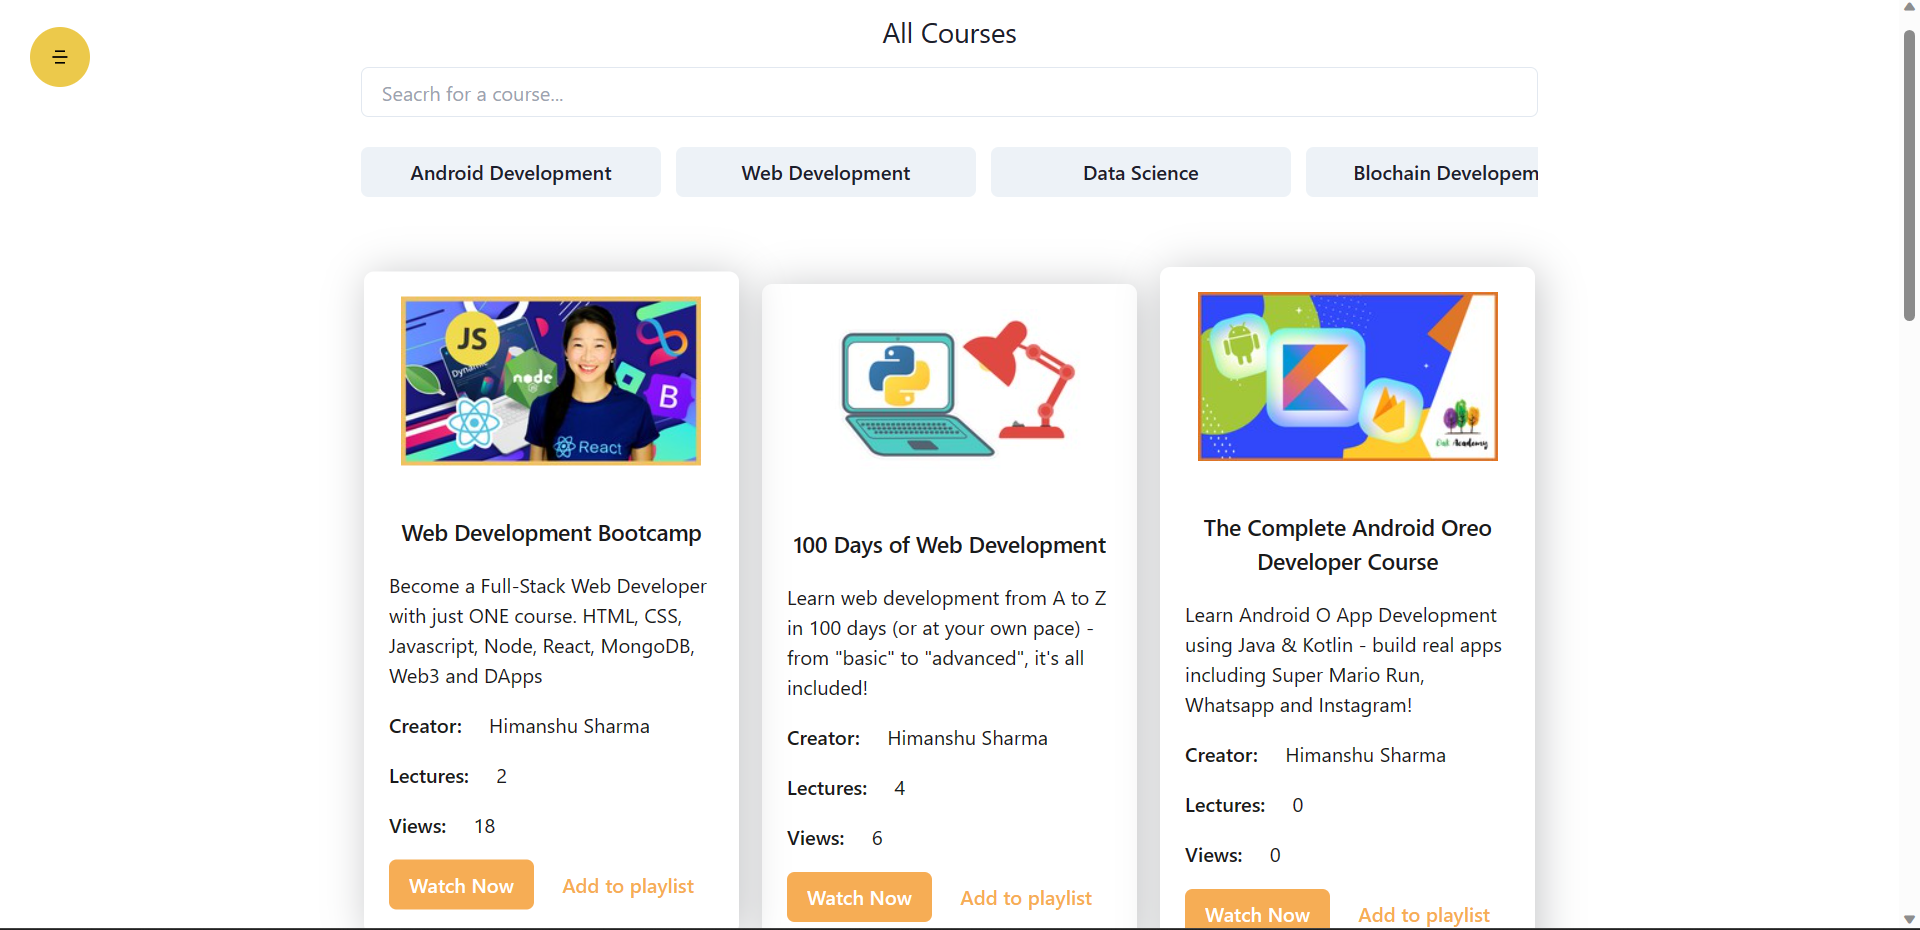 All Courses
Seacrh for a course...
Android Development
Web Development
Data Science
Blochain Developem
JS
node
B
React
Web Development Bootcamp
Become a Full-Stack Web Developer
with just ONE course. HTML, CSS,
Javascript, Node, React, MongoDB,
Web3 and DApps
Creator: Himanshu Sharma
Lectures: 2
Views: 18
Watch Now
Add to playlist
100 Days of Web Development
Learn web development from A to Z
in 100 days (or at your own pace) -
from "basic" to "advanced", it's all
included!
Creator: Himanshu Sharma
Lectures: 4
Views: 6
Watch Now
Add to playlist
Academy
The Complete Android Oreo
Developer Course
Learn Android O App Development
using Java & Kotlin - build real apps
including Super Mario Run,
Whatsapp and Instagram!
Creator: Himanshu Sharma
Lectures: 0
Views: 0
Watch Now
Add to playlist